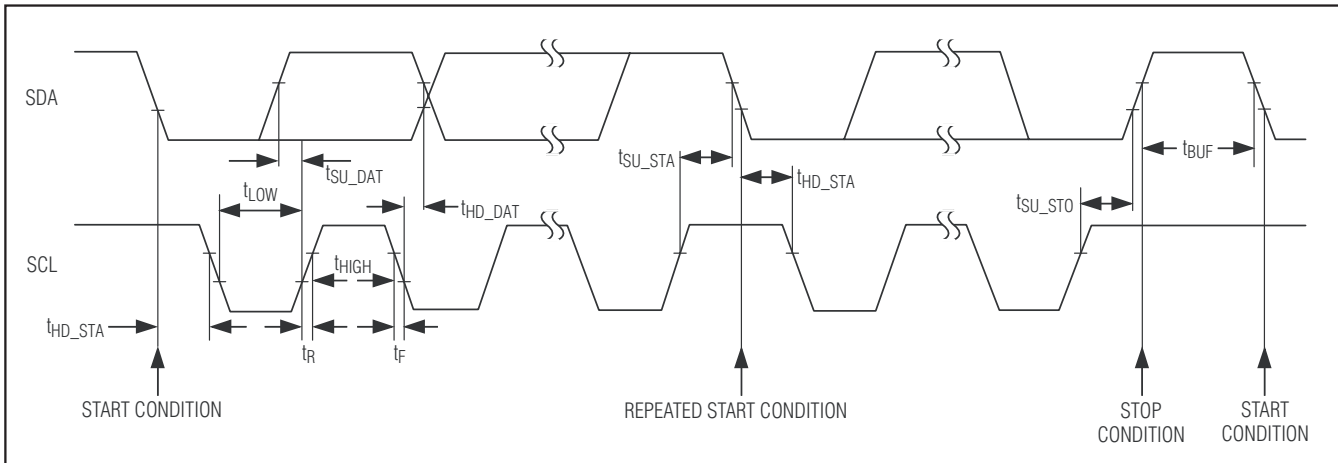 SDA
tSU_STA
tBUF
tSU_DAT
tHD_STA
tLOW
tHD_DAT
tSU_STO
SCL
tHIGH
tHD_STA
tR
tF
START CONDITION
REPEATED START CONDITION
STOP
CONDITION
START
CONDITION